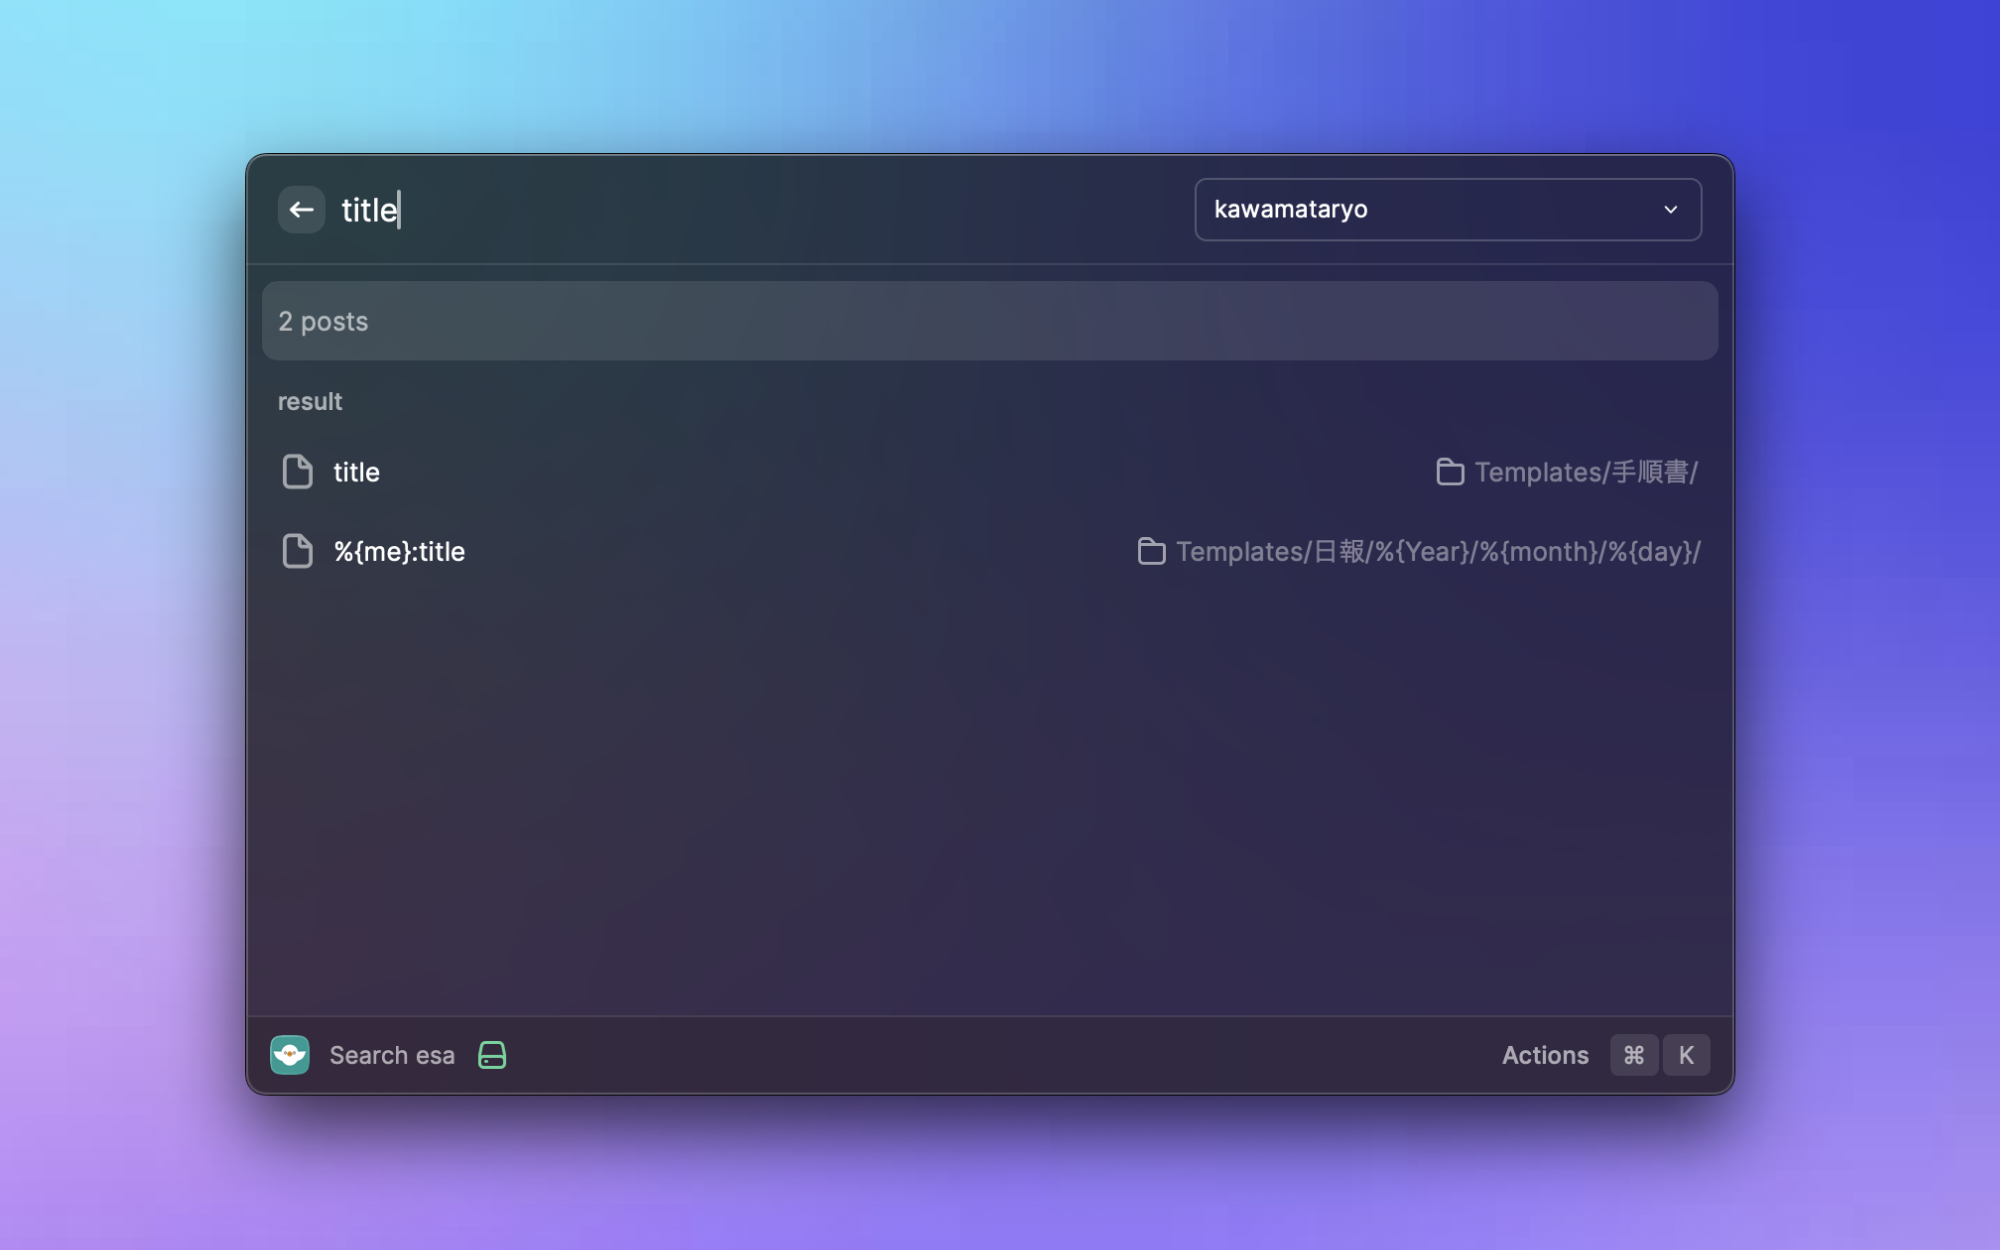 title
kawamataryo
2 posts
result
title Templates/手順書/
%{me}:title Templates/日報/%{Year}/%{month}/%{day}/
Search esa Actions ⌘ K